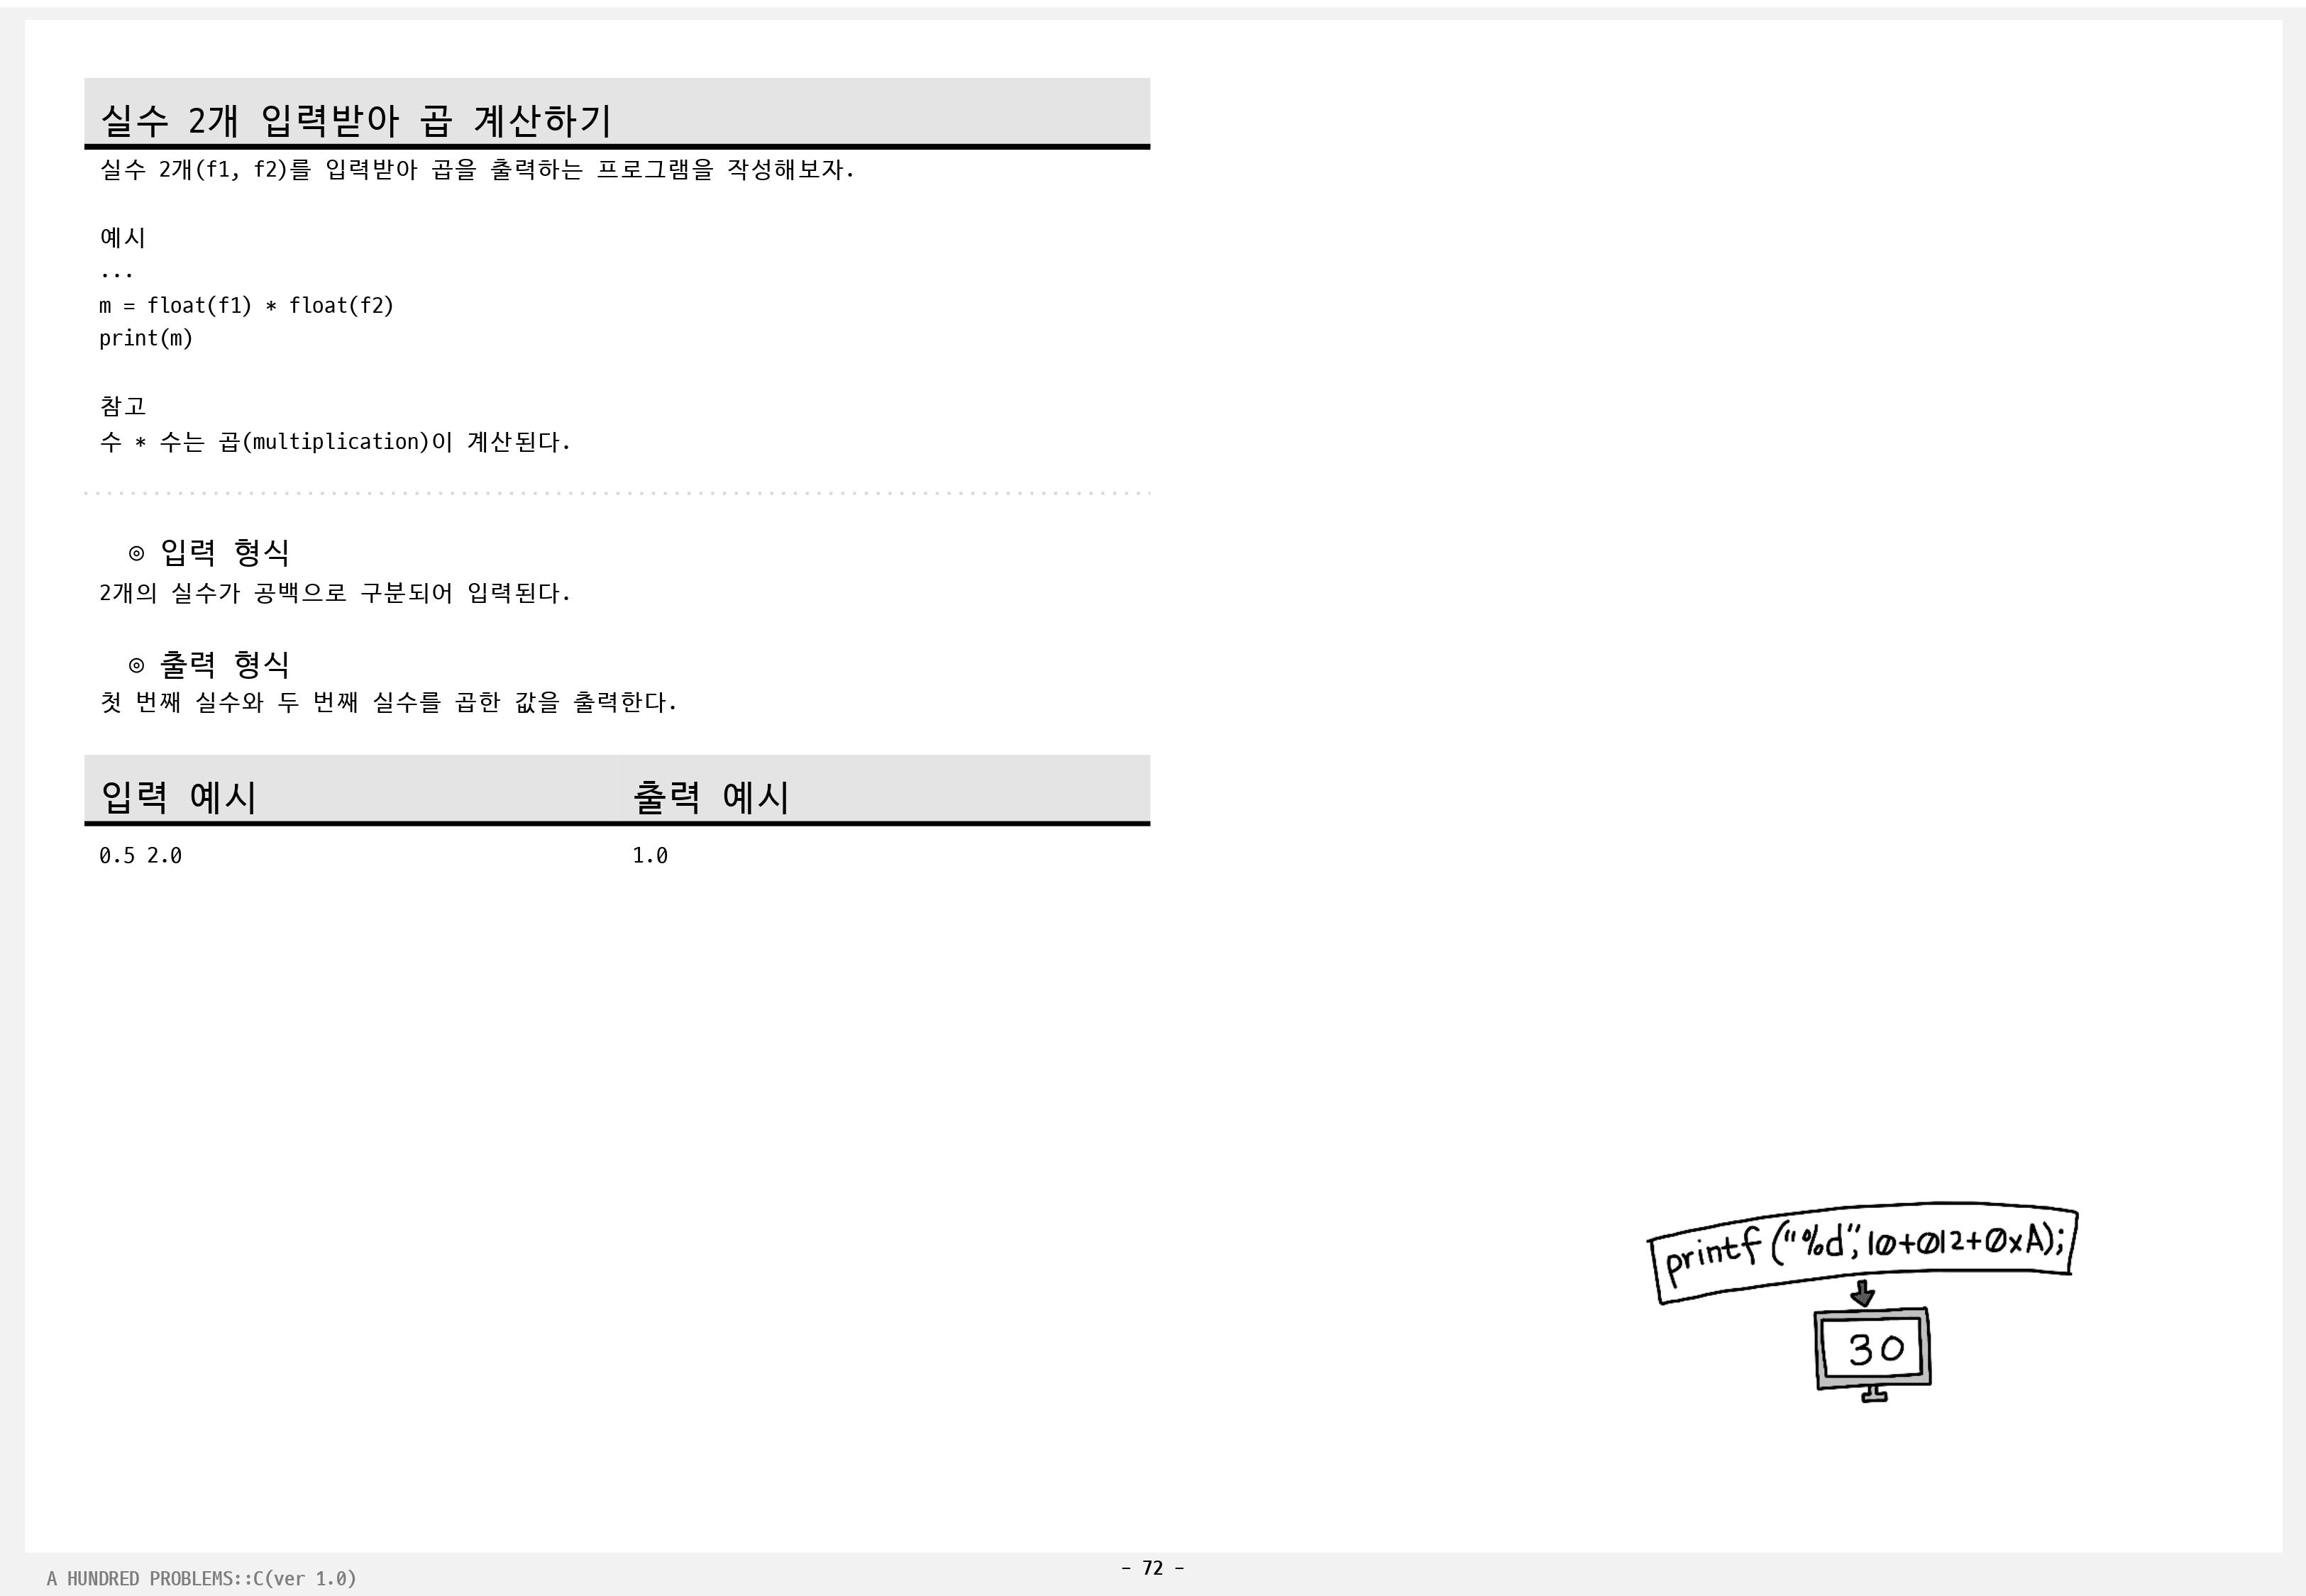 실수 2개 입력받아 곱 계산하기
실수 2개(f1, f2)를 입력받아 곱을 출력하는 프로그램을 작성해보자.
예시
...
m = float(f1) * float(f2)
print(m)
참고
수 * 수는 곱(multiplication)이 계산된다.
◎ 입력 형식
2개의 실수가 공백으로 구분되어 입력된다.
◎ 출력 형식
첫 번째 실수와 두 번째 실수를 곱한 값을 출력한다.
입력 예시 출력 예시
0.5 2.0 1.0
printf("%d",10+012+0xA);
30
- 72 -
A HUNDRED PROBLEMS::C(ver 1.0)